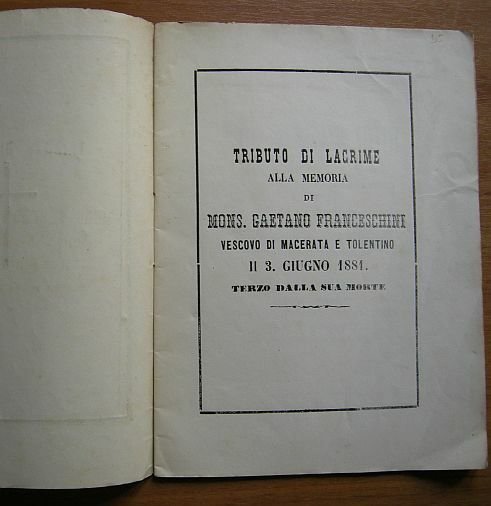 TRIBUTO DI LACRIME
ALLA MEMORIA
DI
MONS. GAETANO FRANCESCHINI
VESCOVO DI MACERATA E TOLENTINO
Il 3. GIUGNO 1881.
TERZO DALLA SUA MORTE